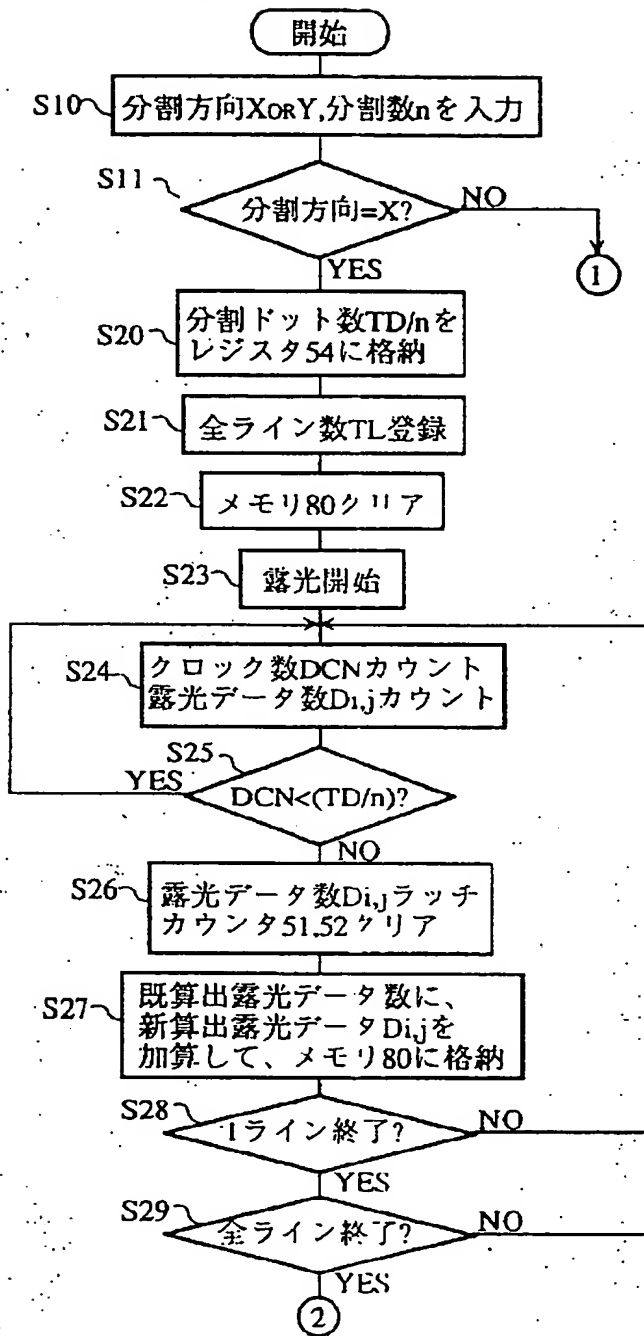 開始
S10 分割方向XORY,分割数nを入力
S11 分割方向=X? NO
①
YES
S20 分割ドット数TD/nを
レジスタ54に格納
S21 全ライン数TL登録
S22 メモリ80クリア
S23 露光開始
S24 クロック数DCNカウント
露光データ数Di,jカウント
S25 DCN<(TD/n)? YES
NO
S26 露光データ数Di,jラッチ
カウンタ51.52クリア
S27 既算出露光データ数に、
新算出露光データDi,jを
加算して、メモリ80に格納
S28 1ライン終了? NO
YES
S29 全ライン終了? NO
YES
②